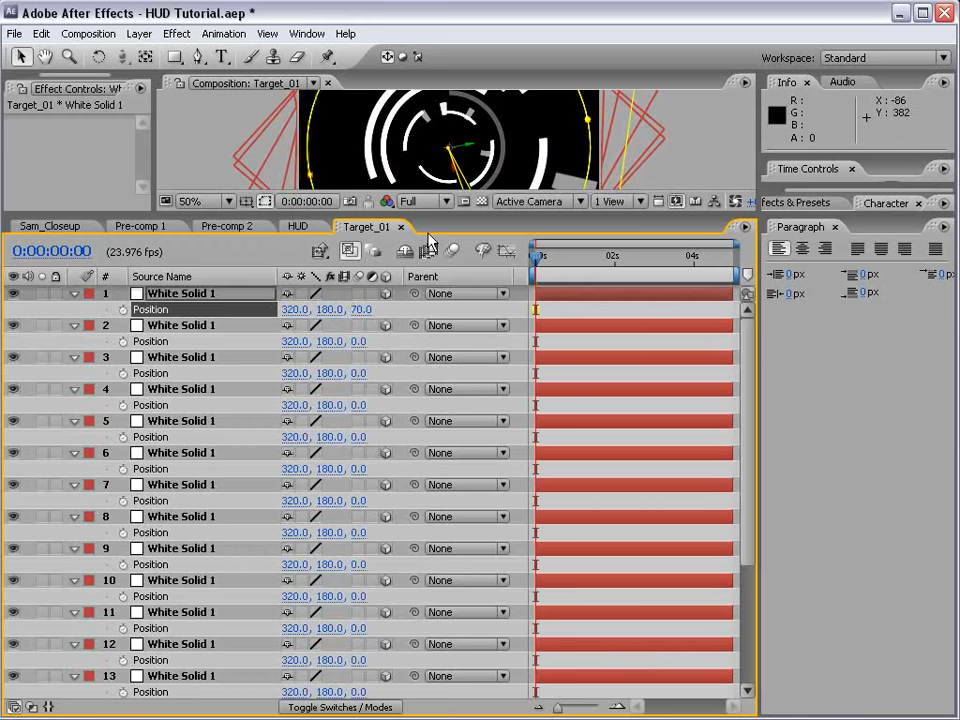 Adobe After Effects - HUD Tutorial.aep *
File Edit Composition Layer Effect Animation View Window Help
Workspace: Standard
Effect Controls: Wh
Composition: Target_01
Info Audio
Target_01 * White Solid 1
R:
G:
B:
A: 0
X: -86
Y: 382
Time Controls
50% 0:00:00:00 Full Active Camera 1 View
ffects & Presets Character
Sam_Closeup Pre-comp 1 Pre-comp 2 HUD Target_01
Paragraph
0:00:00:00 (23.976 fps) 0s 02s 04s
# Source Name Parent
0px 0px 0px
0px 0px
1 White Solid 1 None
Position 320.0, 180.0, 70.0
2 White Solid 1 None
Position 320.0, 180.0, 0.0
3 White Solid 1 None
Position 320.0, 180.0, 0.0
4 White Solid 1 None
Position 320.0, 180.0, 0.0
5 White Solid 1 None
Position 320.0, 180.0, 0.0
6 White Solid 1 None
Position 320.0, 180.0, 0.0
7 White Solid 1 None
Position 320.0, 180.0, 0.0
8 White Solid 1 None
Position 320.0, 180.0, 0.0
9 White Solid 1 None
Position 320.0, 180.0, 0.0
10 White Solid 1 None
Position 320.0, 180.0, 0.0
11 White Solid 1 None
Position 320.0, 180.0, 0.0
12 White Solid 1 None
Position 320.0, 180.0, 0.0
13 White Solid 1 None
Position 320.0, 180.0, 0.0
Toggle Switches / Modes